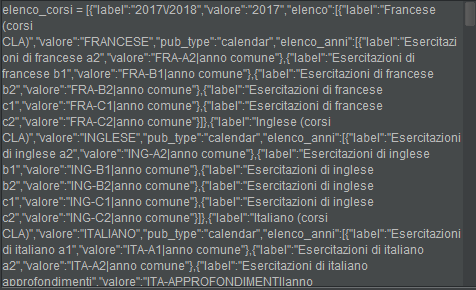 elenco_corsi = [{"label":"2017\/2018","valore":"2017","elenco":[{"label":"Francese
(corsi
CLA)","valore":"FRANCESE","pub_type":"calendar","elenco_anni":[{"label":"Esercitazi
oni di francese a2","valore":"FRA-A2|anno comune"},{"label":"Esercitazioni di
francese b1","valore":"FRA-B1|anno comune"},{"label":"Esercitazioni di francese
b2","valore":"FRA-B2|anno comune"},{"label":"Esercitazioni di francese
c1","valore":"FRA-C1|anno comune"},{"label":"Esercitazioni di francese
c2","valore":"FRA-C2|anno comune"}]},{"label":"Inglese (corsi
CLA)","valore":"INGLESE","pub_type":"calendar","elenco_anni":[{"label":"Esercitazioni
di inglese a2","valore":"ING-A2|anno comune"},{"label":"Esercitazioni di inglese
b1","valore":"ING-B1|anno comune"},{"label":"Esercitazioni di inglese
b2","valore":"ING-B2|anno comune"},{"label":"Esercitazioni di inglese
c1","valore":"ING-C1|anno comune"},{"label":"Esercitazioni di inglese
c2","valore":"ING-C2|anno comune"}]},{"label":"Italiano (corsi
CLA)","valore":"ITALIANO","pub_type":"calendar","elenco_anni":[{"label":"Esercitazioni
di italiano a1","valore":"ITA-A1|anno comune"},{"label":"Esercitazioni di italiano
a2","valore":"ITA-A2|anno comune"},{"label":"Esercitazioni di italiano
approfondimenti","valore":"ITA-APPROFONDIMENTI|anno